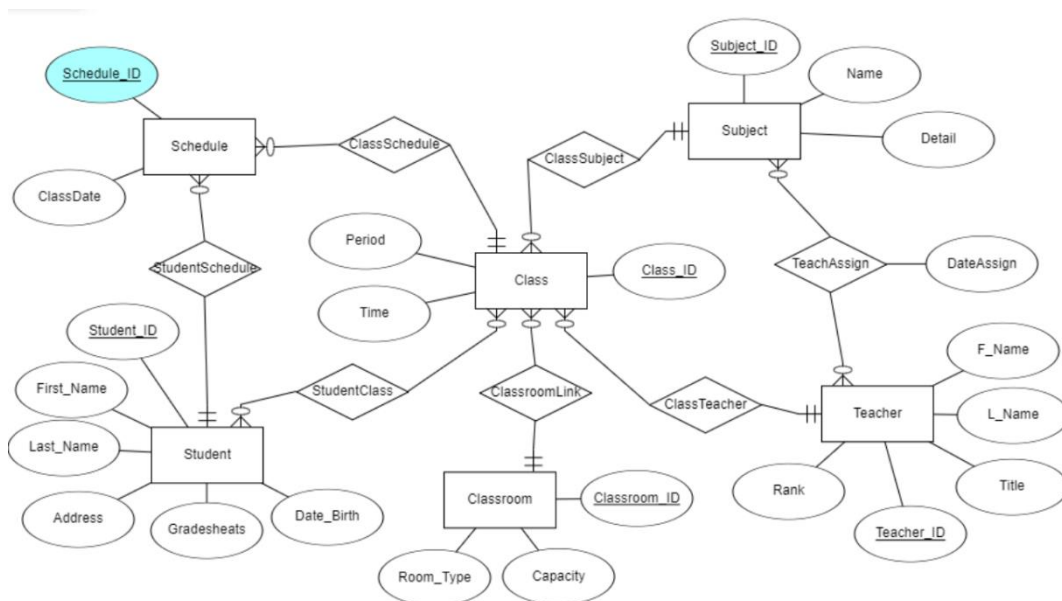 Subject_ID
Schedule_ID
Name
Schedule
ClassSchedule
Subject
Detail
ClassSubject
ClassDate
Period
StudentSchedule
TeachAssign
DateAssign
Class
Class_ID
Time
Student_ID
F_Name
First_Name
StudentClass
ClassroomLink
ClassTeacher
Teacher
L_Name
Last_Name
Student
Rank
Title
Classroom
Classroom_ID
Address
Gradesheats
Date_Birth
Teacher_ID
Room_Type
Capacity